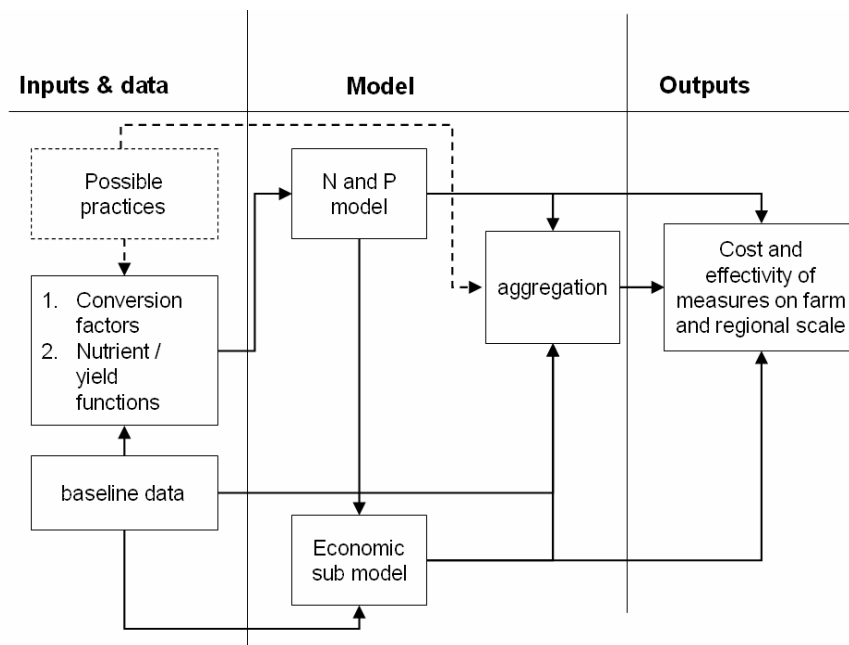 Inputs & data
Model
Outputs
Possible
practices
N and P
model
1. Conversion
factors
2. Nutrient /
yield
functions
aggregation
Cost and
effectivity of
measures on farm
and regional scale
baseline data
Economic
sub model